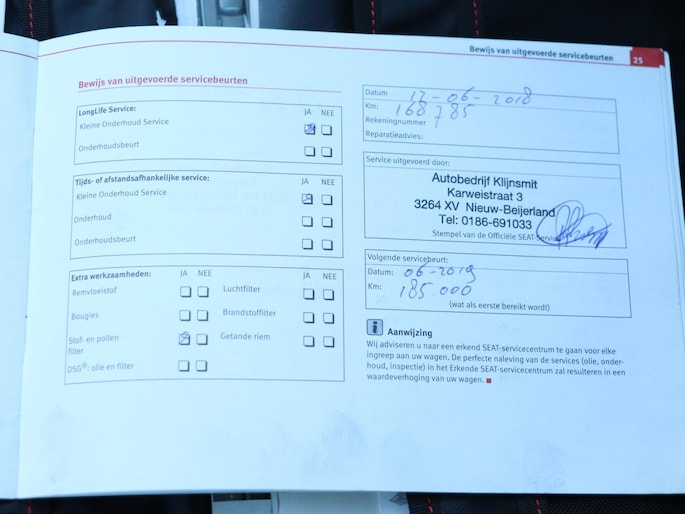 Bewijs van uitgevoerde servicebeurten 25
Bewijs van uitgevoerde servicebeurten
LongLife Service: JA NEE
Kleine Onderhoud Service
Onderhoudsbeurt
Tijds- of afstandsafhankelijke service: JA NEE
Kleine Onderhoud Service
Onderhoud
Onderhoudsbeurt
Extra werkzaamheden: JA NEE JA NEE
Remvloeistof Luchtfilter
Bougies Brandstoffilter
Stof- en pollen Getande riem
filter
DSG®: olie en filter
Datum 12-06-2018
Km: 168785
Rekeningnummer
Reparatieadvies:
Service uitgevoerd door:
Autobedrijf Klijnsmit
Karweistraat 3
3264 XV Nieuw-Beijerland
Tel: 0186-691033
Stempel van de Officiële SEAT-Service
Volgende servicebeurt:
Datum: 06-2019
Km: 185.000
(wat als eerste bereikt wordt)
i Aanwijzing
Wij adviseren u naar een erkend SEAT-servicecentrum te gaan voor elke
ingreep aan uw wagen. De perfecte naleving van de services (olie, onder-
houd, inspectie) in het Erkende SEAT-servicecentrum zal resulteren in een
waardeverhoging van uw wagen.